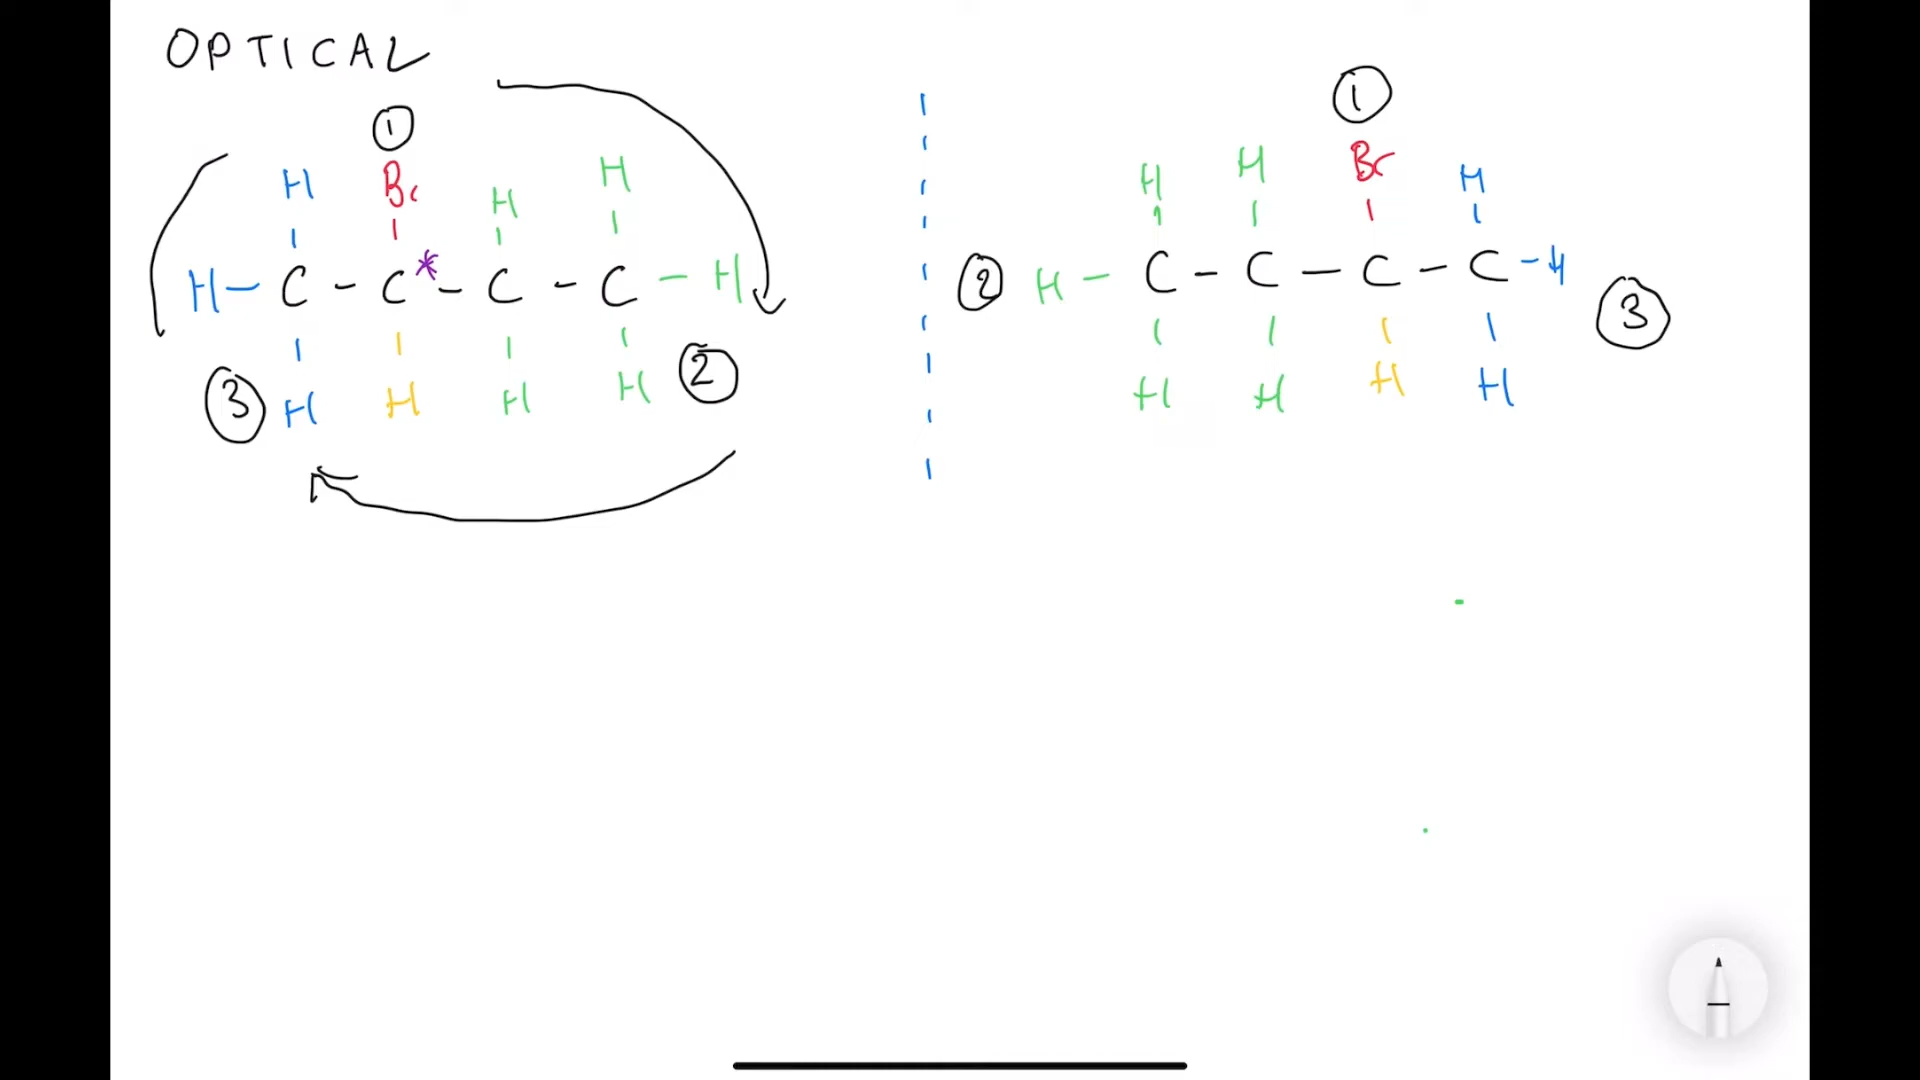 OPTICAL
① ①
H Br H H H H Br H
H - C - C* - C - C - H ② H - C - C - C - C - H ③
③ H H H H ② H H H H